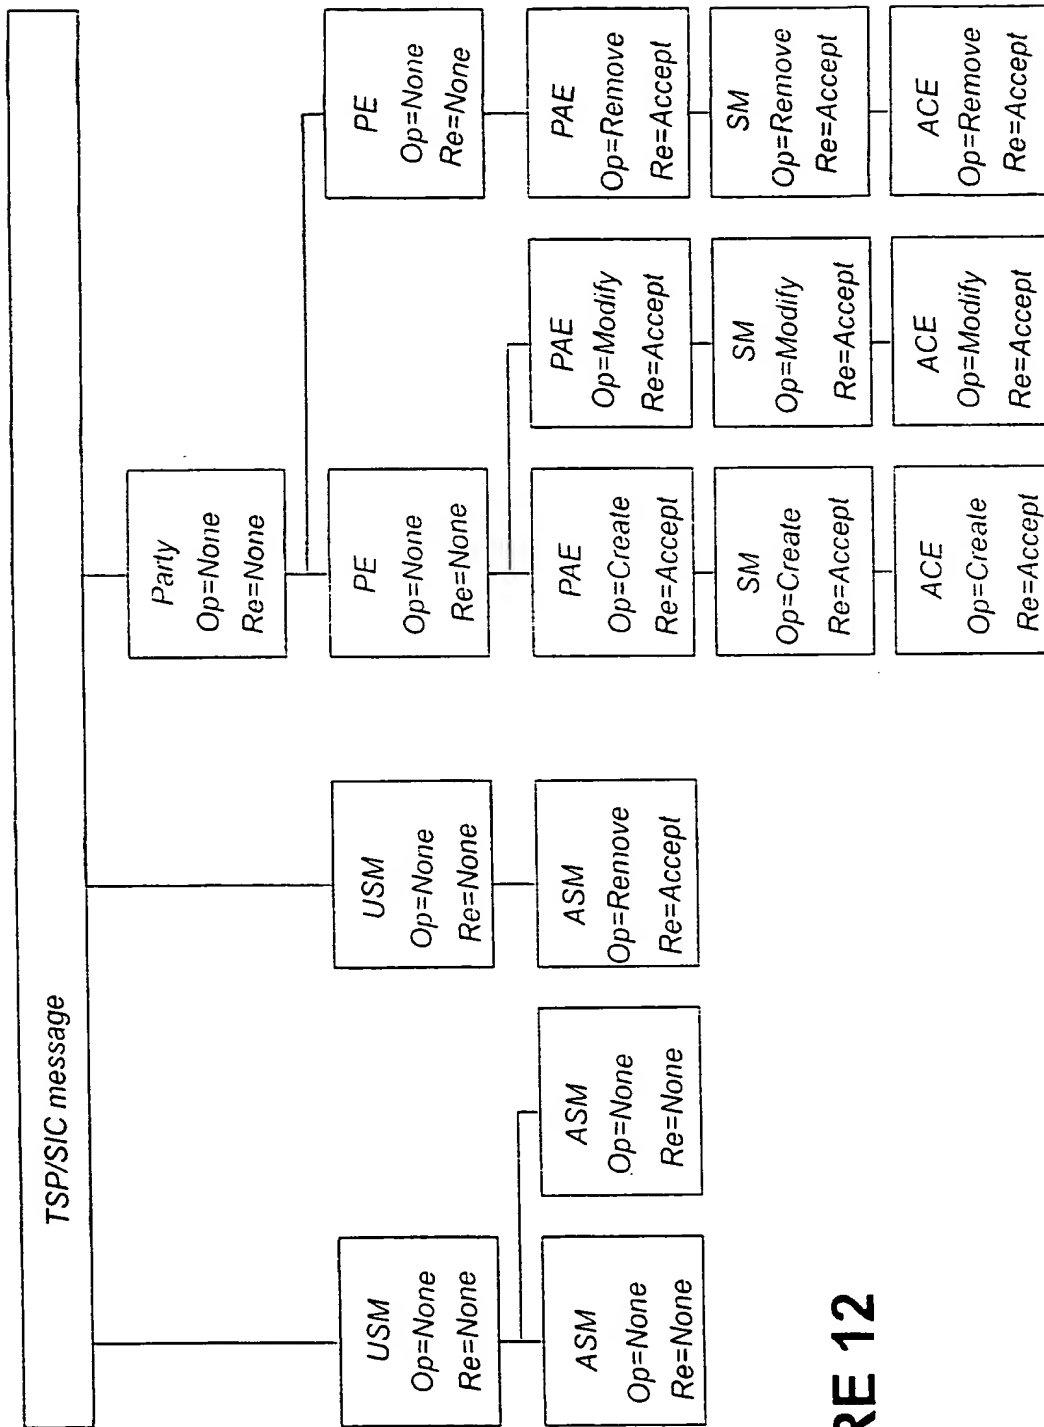 TSP/SIC message
USM
Op=None
Re=None
ASM
Op=None
Re=None
ASM
Op=None
Re=None
USM
Op=None
Re=None
ASM
Op=Remove
Re=Accept
Party
Op=None
Re=None
PE
Op=None
Re=None
PAE
Op=Create
Re=Accept
SM
Op=Create
Re=Accept
ACE
Op=Create
Re=Accept
PAE
Op=Modify
Re=Accept
SM
Op=Modify
Re=Accept
ACE
Op=Modify
Re=Accept
PE
Op=None
Re=None
PAE
Op=Remove
Re=Accept
SM
Op=Remove
Re=Accept
ACE
Op=Remove
Re=Accept
RE 12